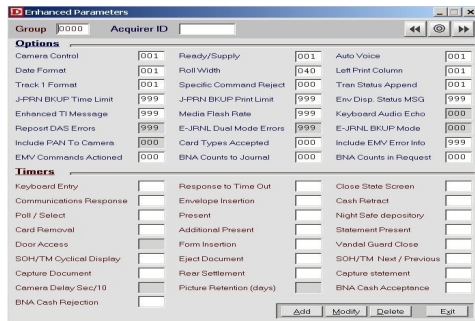 Enhanced Parameters
Group 0000 Acquirer ID
Options
Camera Control 001 Ready/Supply 001 Auto Voice 001
Date Format 001 Roll Width 040 Left Print Column 001
Track 1 Format 001 Specific Command Reject 000 Tran Status Append 001
J-PRN BKUP Time Limit 999 J-PRN BKUP Print Limit 999 Env Disp. Status MSG 999
Enhanced TI Message 999 Media Flash Rate 999 Keyboard Audio Echo 000
Repost DAS Errors 999 E-JRNL Dual Mode Errors 999 E-JRNL BKUP Mode 000
Include PAN To Camera 000 Card Types Accepted 000 Include EMV Error Info 999
EMV Commands Actioned 000 BNA Counts to Journal 000 BNA Counts in Request 000
Timers
Keyboard Entry Response to Time Out Close State Screen
Communications Response Envelope Insertion Cash Retract
Poll / Select Present Night Safe depository
Card Removal Additional Present Statement Present
Door Access Form Insertion Vandal Guard Close
SOH/TM Cyclical Display Eject Document SOH/TM Next / Previous
Capture Document Rear Settlement Capture statement
Camera Delay Sec/10 Picture Retention (days) BNA Cash Acceptance
BNA Cash Rejection
Add Modify Delete Exit